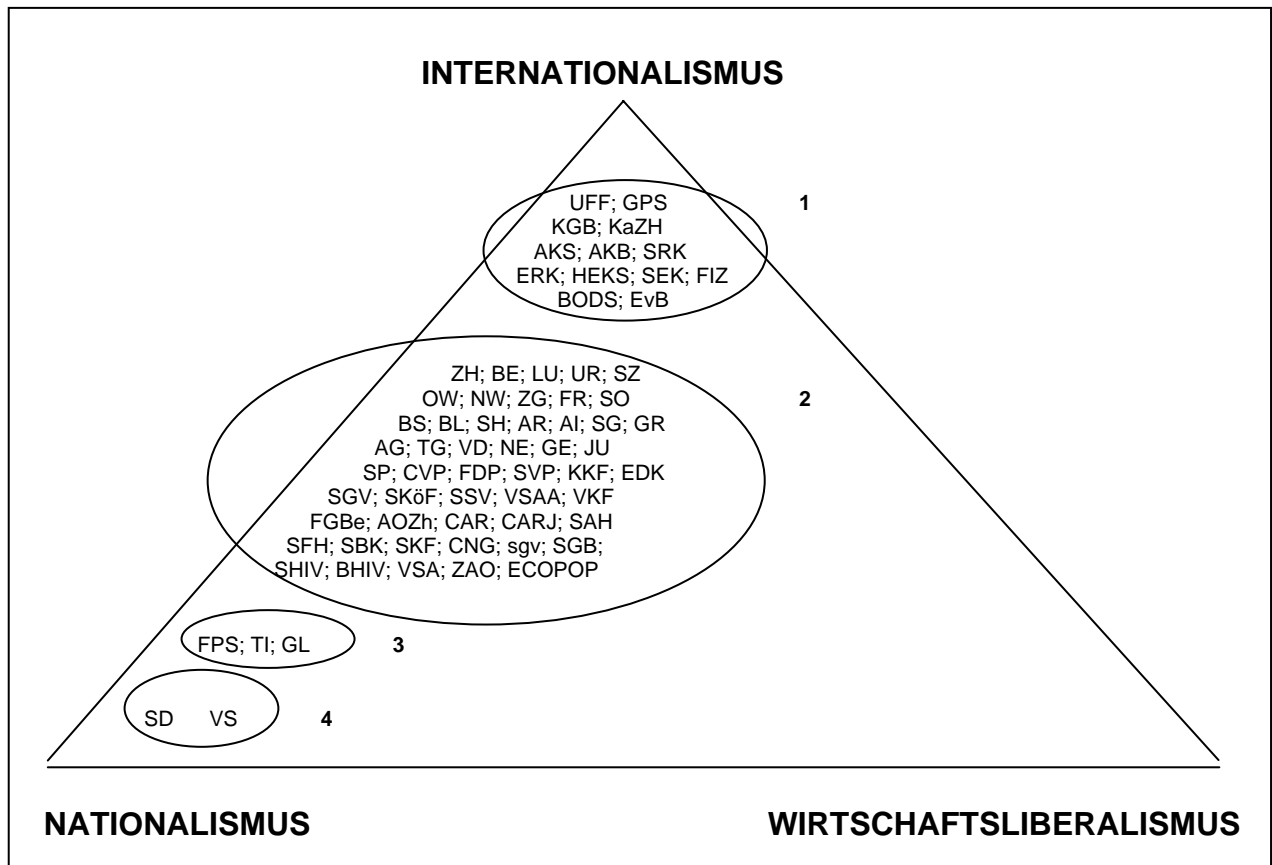 INTERNATIONALISMUS
UFF; GPS
1
KGB; KaZH
AKS; AKB; SRK
ERK; HEKS; SEK; FIZ
BODS; EvB
ZH; BE; LU; UR; SZ
OW; NW; ZG; FR; SO
2
BS; BL; SH; AR; AI; SG; GR
AG; TG; VD; NE; GE; JU
SP; CVP; FDP; SVP; KKF; EDK
SGV; SKöF; SSV; VSAA; VKF
FGBe; AOZh; CAR; CARJ; SAH
SFH; SBK; SKF; CNG; sgv; SGB;
SHIV; BHIV; VSA; ZAO; ECOPOP
FPS; TI; GL
3
SD VS
4
NATIONALISMUS
WIRTSCHAFTSLIBERALISMUS